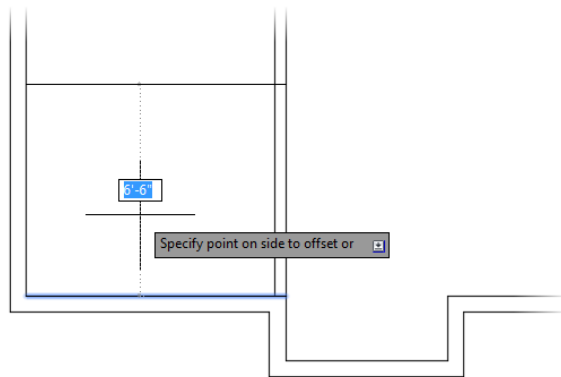 6'-6"
Specify point on side to offset or